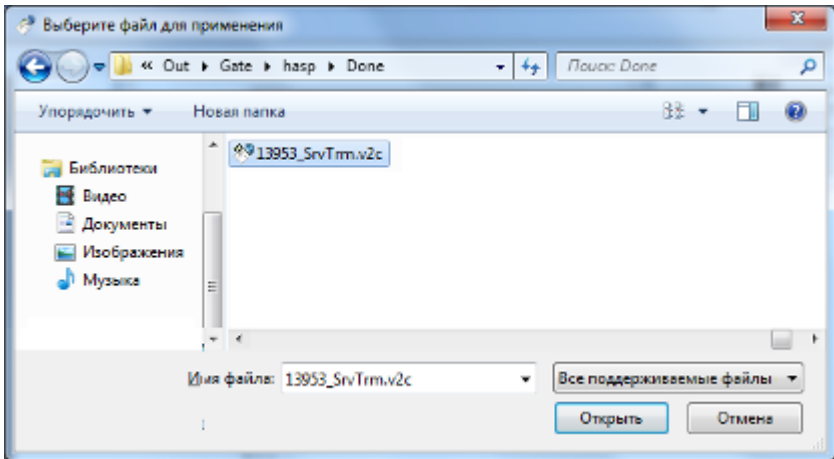 Выберите файл для применения
« Out Gate hasp Done
Поиск: Done
Упорядочить Новая папка
Библиотеки
Видео
Документы
Изображения
Музыка
13953_SrvTrm.v2c
Имя файла: 13953_SrvTrm.v2c
Все поддерживаемые файлы
Открыть Отмена